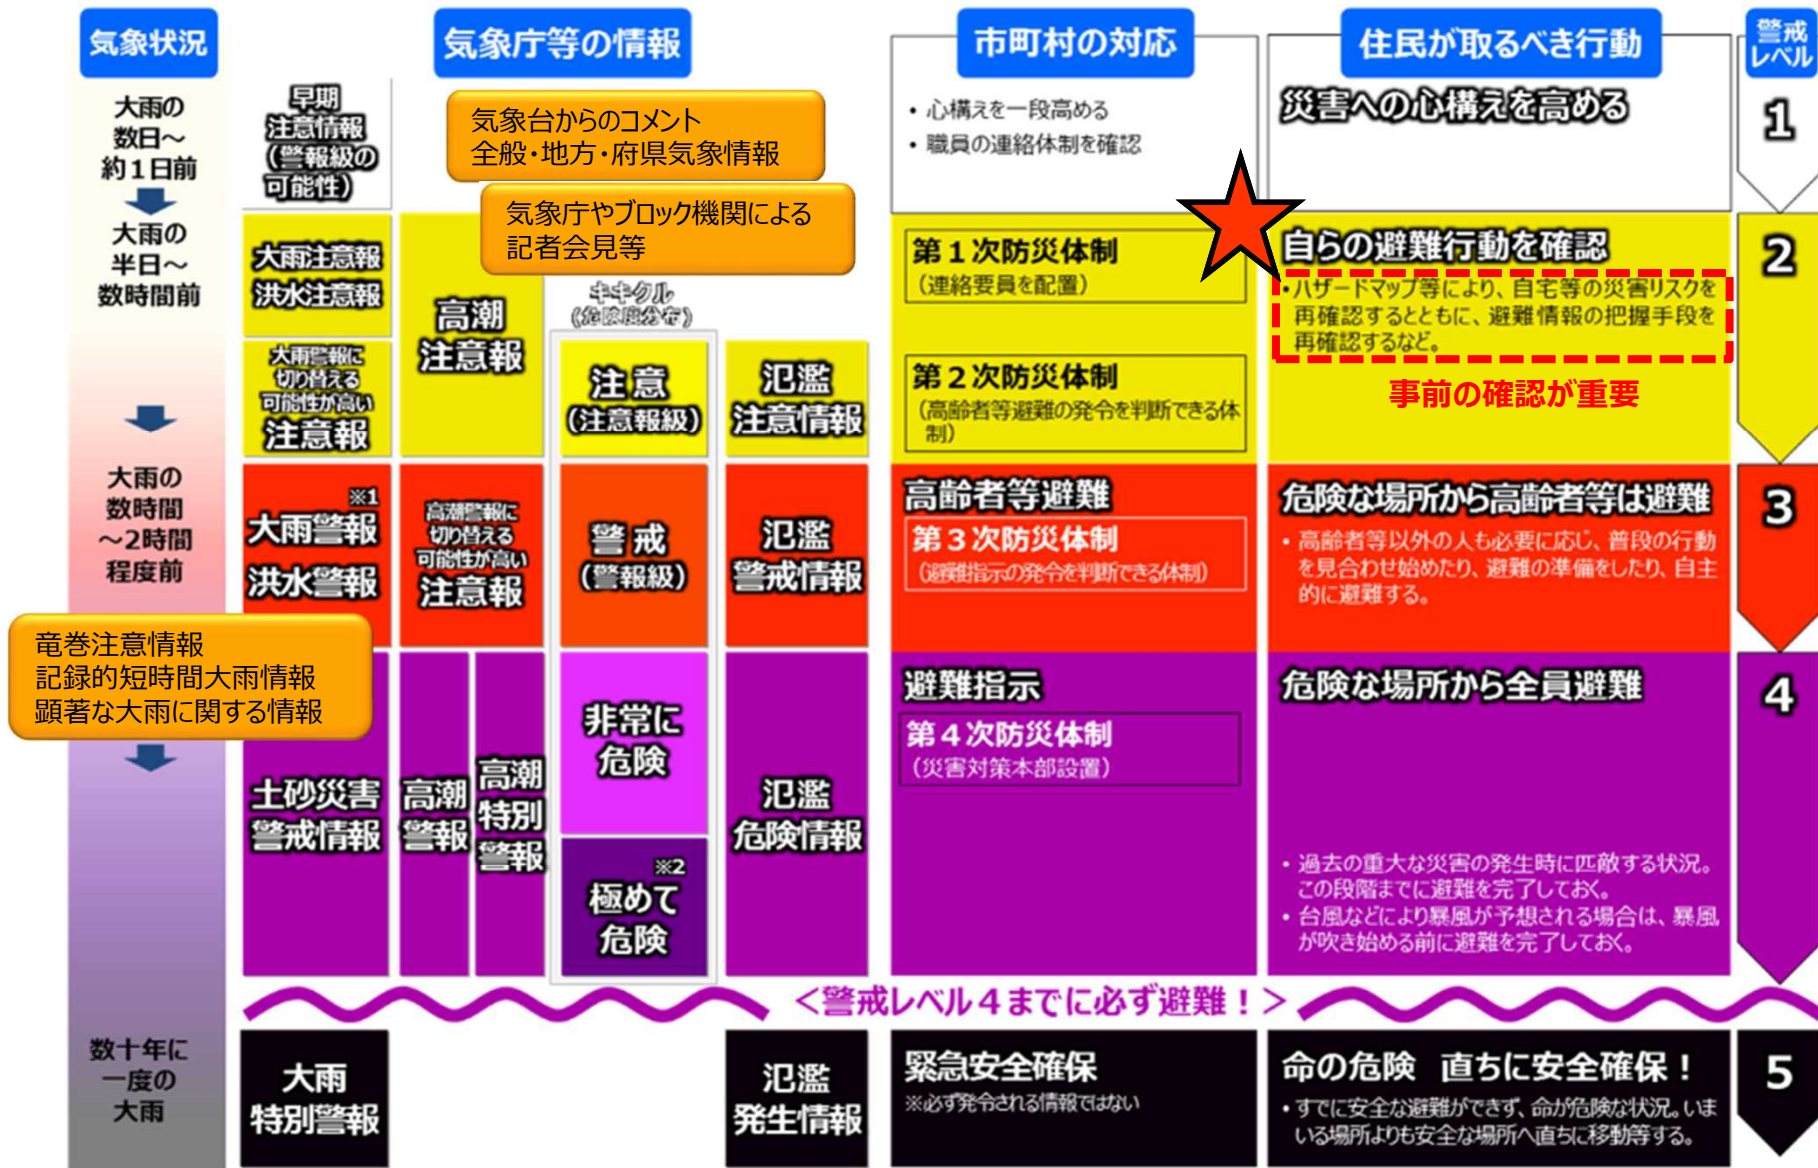 気象状況
気象庁等の情報
市町村の対応
住民が取るべき行動
警戒
レベル
大雨の
数日～
約１日前
早期
注意情報
（警報級の
可能性）
気象台からのコメント
全般・地方・府県気象情報
気象庁やブロック機関による
記者会見等
・心構えを一段高める
・職員の連絡体制を確認
災害への心構えを高める
1
大雨の
半日～
数時間前
大雨注意報
洪水注意報
大雨警報に
切り替える
可能性が高い
注意報
高潮
注意報
キキクル
（危険度分布）
注意
（注意報級）
氾濫
注意情報
第１次防災体制
（連絡要員を配置）
第２次防災体制
（高齢者等避難の発令を判断できる体
制）
自らの避難行動を確認
・ハザードマップ等により、自宅等の災害リスクを
再確認するとともに、避難情報の把握手段を
再確認するなど。
事前の確認が重要
2
大雨の
数時間
～2時間
程度前
※1
大雨警報
洪水警報
高潮警報に
切り替える
可能性が高い
注意報
警戒
（警報級）
氾濫
警戒情報
高齢者等避難
第３次防災体制
（避難指示の発令を判断できる体制）
危険な場所から高齢者等は避難
・高齢者等以外の人も必要に応じ、普段の行動
を見合わせ始めたり、避難の準備をしたり、自主
的に避難する。
3
竜巻注意情報
記録的短時間大雨情報
顕著な大雨に関する情報
土砂災害
警戒情報
高潮
警報
高潮
特別
警報
非常に
危険
※2
極めて
危険
氾濫
危険情報
避難指示
第４次防災体制
（災害対策本部設置）
危険な場所から全員避難
・過去の重大な災害の発生時に匹敵する状況。
この段階までに避難を完了しておく。
・台風などにより暴風が予想される場合は、暴風
が吹き始める前に避難を完了しておく。
4
＜警戒レベル４までに必ず避難！＞
数十年に
一度の
大雨
大雨
特別警報
氾濫
発生情報
緊急安全確保
※必ず発令される情報ではない
命の危険 直ちに安全確保！
・すでに安全な避難ができず、命が危険な状況。いま
いる場所よりも安全な場所へ直ちに移動等する。
5